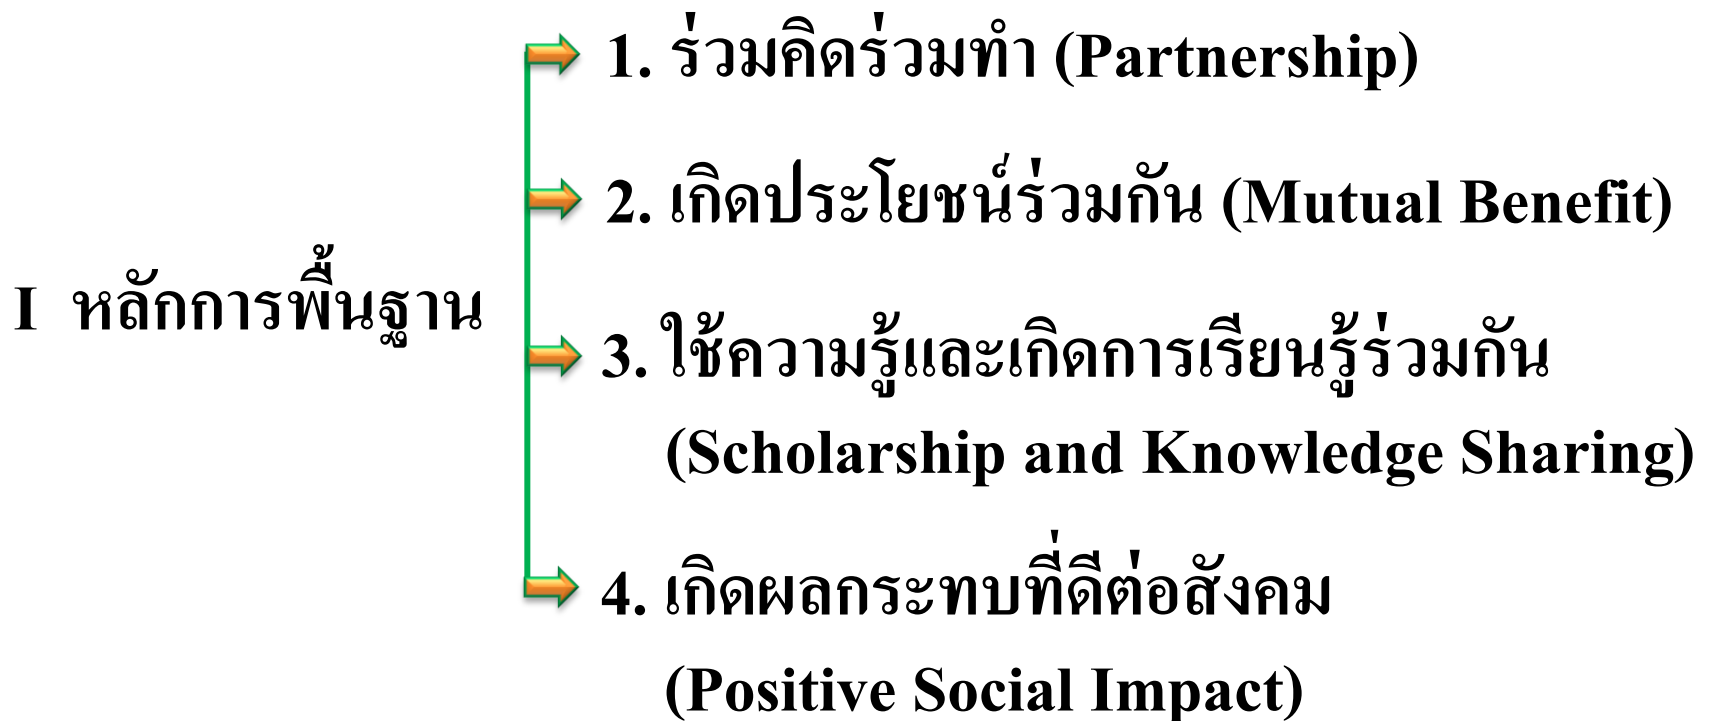 I หลักการพื้นฐาน
1. ร่วมคิดร่วมทำ (Partnership)
2. เกิดประโยชน์ร่วมกัน (Mutual Benefit)
3. ใช้ความรู้และเกิดการเรียนรู้ร่วมกัน
(Scholarship and Knowledge Sharing)
4. เกิดผลกระทบที่ดีต่อสังคม
(Positive Social Impact)